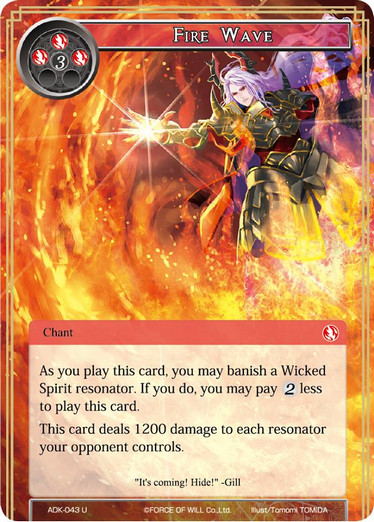 FIRE WAVE
3
Chant
As you play this card, you may banish a Wicked
Spirit resonator. If you do, you may pay 2 less
to play this card.
This card deals 1200 damage to each resonator
your opponent controls.
"It's coming! Hide!" -Gill
ADK-043 U ©FORCE OF WILL Co.,Ltd. Illust/Tomomi TOMIDA